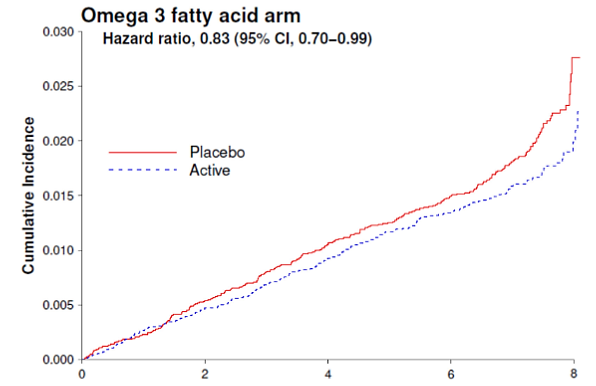 Omega 3 fatty acid arm
Hazard ratio, 0.83 (95% CI, 0.70–0.99)
0.030
0.025
0.020
0.015
0.010
0.005
0.000
Cumulative Incidence
Placebo
Active
0 2 4 6 8